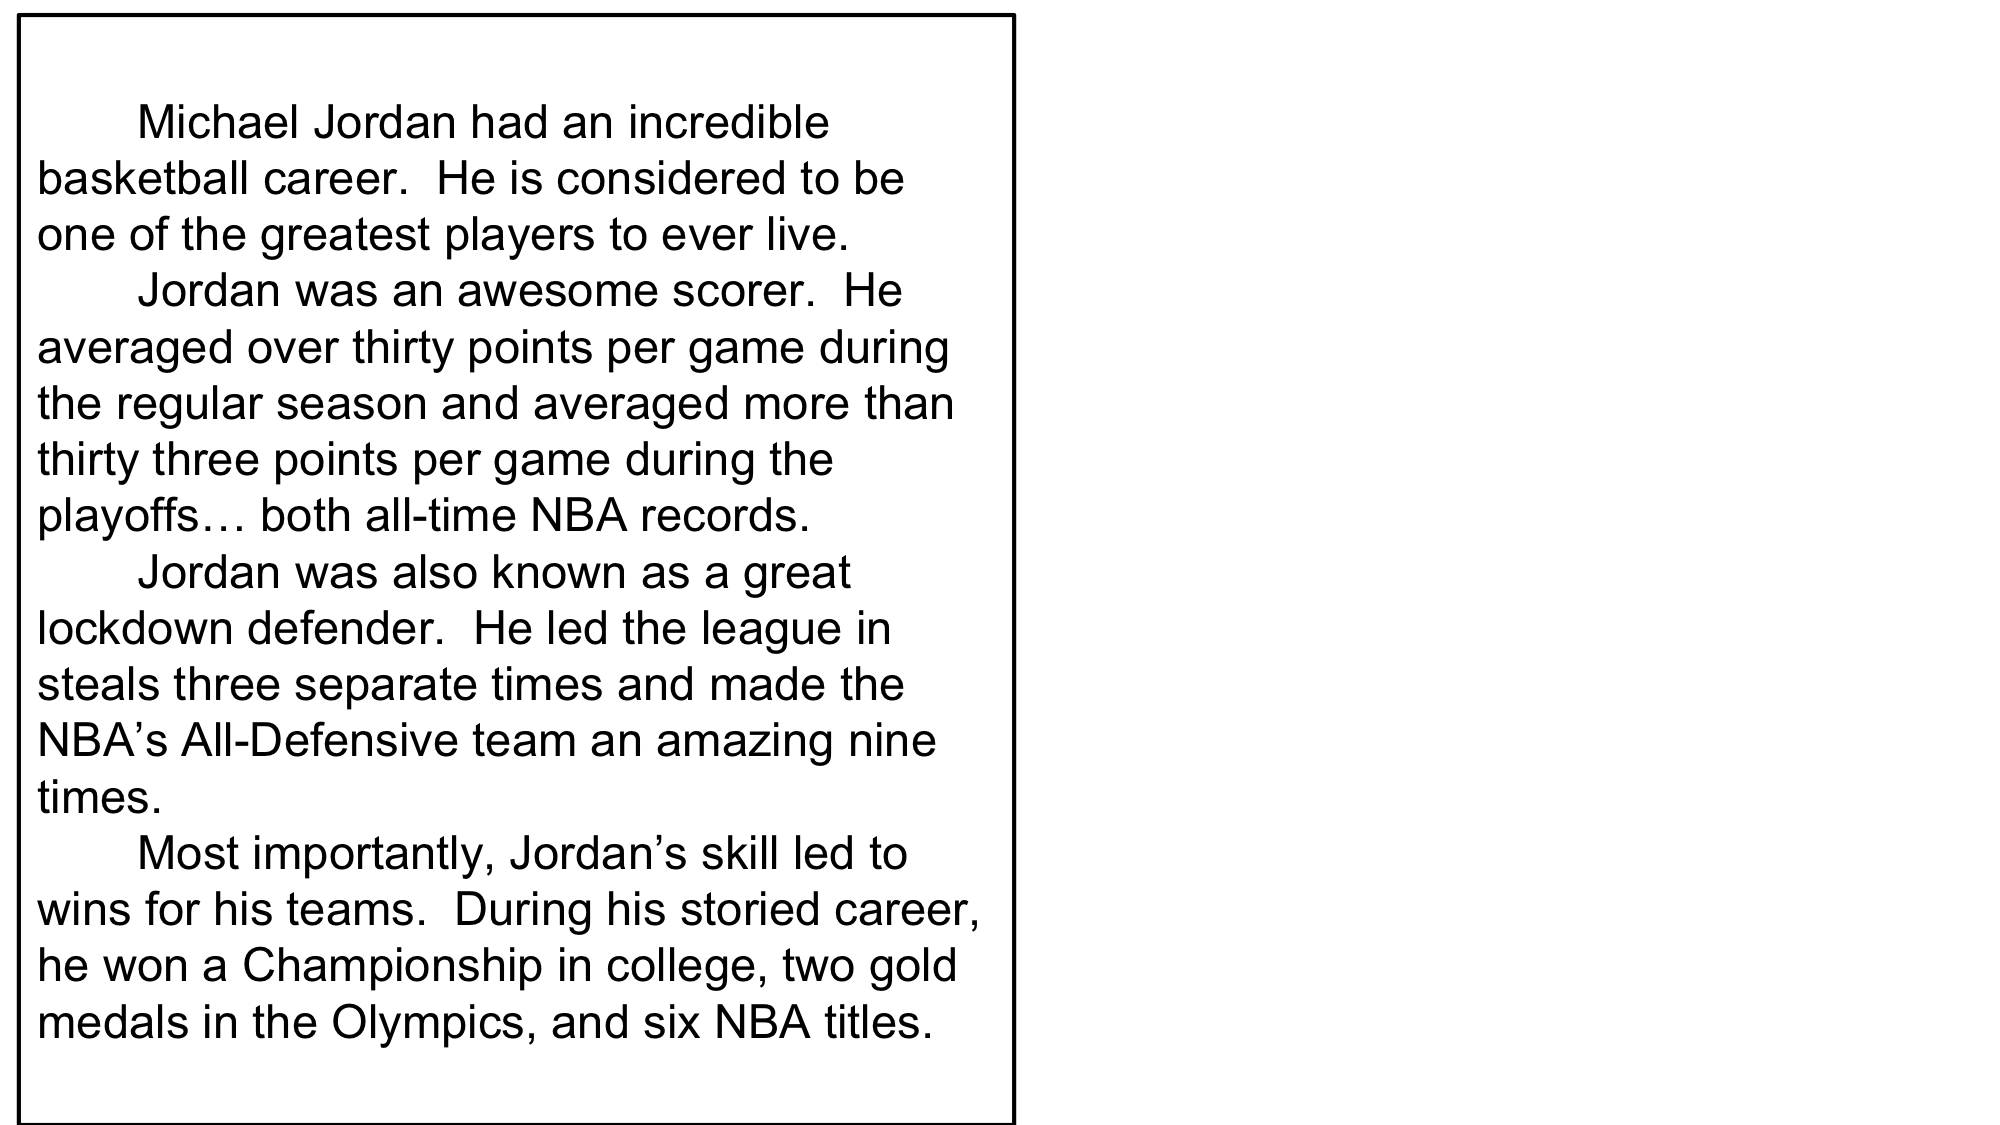 Michael Jordan had an incredible
basketball career.  He is considered to be
one of the greatest players to ever live.
Jordan was an awesome scorer.  He
averaged over thirty points per game during
the regular season and averaged more than
thirty three points per game during the
playoffs… both all-time NBA records.
Jordan was also known as a great
lockdown defender.  He led the league in
steals three separate times and made the
NBA’s All-Defensive team an amazing nine
times.
Most importantly, Jordan’s skill led to
wins for his teams.  During his storied career,
he won a Championship in college, two gold
medals in the Olympics, and six NBA titles.